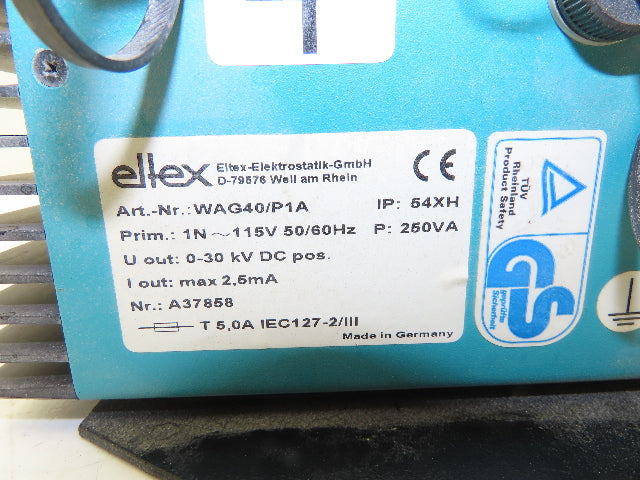 eltex Eltex-Elektrostatik-GmbH
D-79576 Weil am Rhein
CE
Art.-Nr.: WAG40/P1A IP: 54XH
Prim.: 1N ~ 115V 50/60Hz P: 250VA
U out: 0-30 kV DC pos.
I out: max 2,5mA
Nr.: A37858
T 5,0A IEC127-2/III
Made in Germany
TÜV
Rheinland
Product Safety
GS
geprüfte
Sicherheit